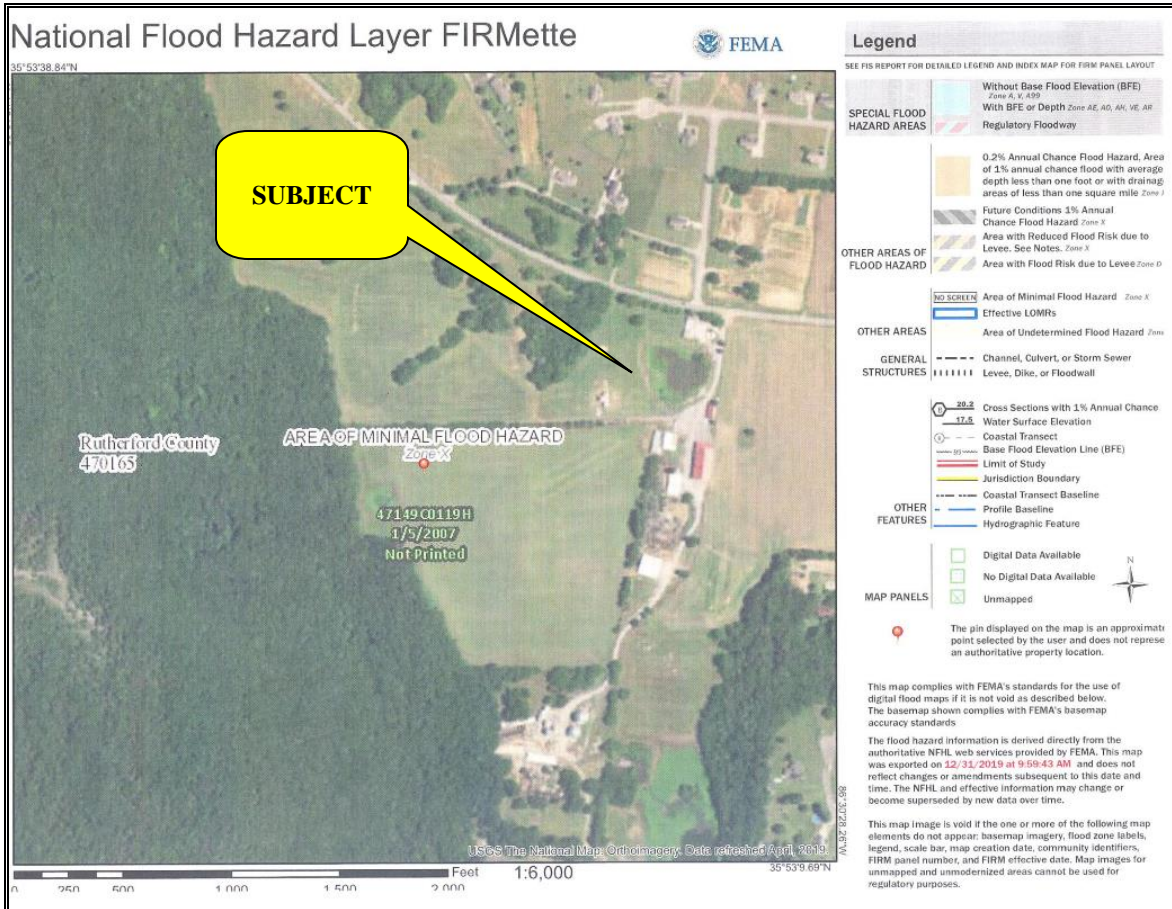 National Flood Hazard Layer FIRMette
FEMA
35°53'38.84"N
SUBJECT
Rutherford County
470165
AREA OF MINIMAL FLOOD HAZARD
Zone X
47149C0119H
1/5/2007
Not Printed
USGS The National Map: Orthoimagery. Data refreshed April, 2019.
86°30'28.26"W
35°53'9.69"N
0 250 500 1,000 1,500 2,000 Feet 1:6,000
Legend
SEE FIS REPORT FOR DETAILED LEGEND AND INDEX MAP FOR FIRM PANEL LAYOUT
SPECIAL FLOOD
HAZARD AREAS
Without Base Flood Elevation (BFE)
Zone A, V, A99
With BFE or Depth Zone AE, AO, AH, VE, AR
Regulatory Floodway
0.2% Annual Chance Flood Hazard, Area
of 1% annual chance flood with average
depth less than one foot or with drainag
areas of less than one square mile Zone
Future Conditions 1% Annual
Chance Flood Hazard Zone X
Area with Reduced Flood Risk due to
Levee. See Notes. Zone X
Area with Flood Risk due to Levee Zone D
OTHER AREAS OF
FLOOD HAZARD
NO SCREEN Area of Minimal Flood Hazard Zone X
Effective LOMRs
OTHER AREAS
Area of Undetermined Flood Hazard Zone
GENERAL
STRUCTURES
Channel, Culvert, or Storm Sewer
Levee, Dike, or Floodwall
B 20.2 Cross Sections with 1% Annual Chance
17.5 Water Surface Elevation
8 Coastal Transect
513 Base Flood Elevation Line (BFE)
Limit of Study
Jurisdiction Boundary
Coastal Transect Baseline
OTHER
FEATURES
Profile Baseline
Hydrographic Feature
Digital Data Available
No Digital Data Available
MAP PANELS
Unmapped
N
The pin displayed on the map is an approximate
point selected by the user and does not represe
an authoritative property location.
This map complies with FEMA's standards for the use of
digital flood maps if it is not void as described below.
The basemap shown complies with FEMA's basemap
accuracy standards
The flood hazard information is derived directly from the
authoritative NFHL web services provided by FEMA. This map
was exported on 12/31/2019 at 9:59:43 AM and does not
reflect changes or amendments subsequent to this date and
time. The NFHL and effective information may change or
become superseded by new data over time.
This map image is void if the one or more of the following map
elements do not appear: basemap imagery, flood zone labels,
legend, scale bar, map creation date, community identifiers,
FIRM panel number, and FIRM effective date. Map images for
unmapped and unmodernized areas cannot be used for
regulatory purposes.